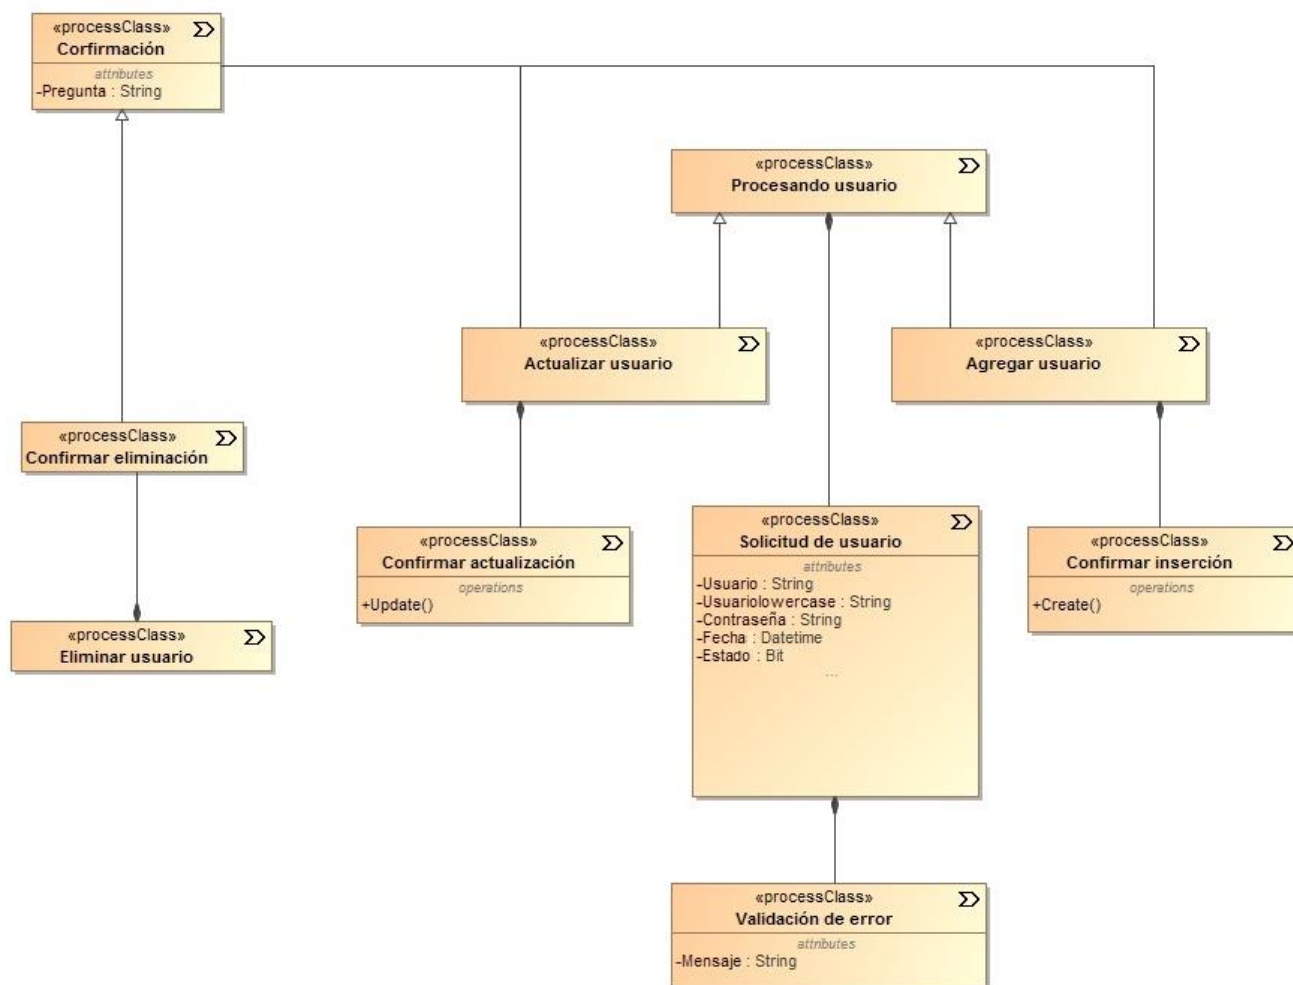 «processClass»
Corfirmación
attributes
-Pregunta : String
«processClass»
Procesando usuario
«processClass»
Actualizar usuario
«processClass»
Agregar usuario
«processClass»
Confirmar eliminación
«processClass»
Confirmar actualización
operations
+Update()
«processClass»
Solicitud de usuario
attributes
-Usuario : String
-Usuariolowercase : String
-Contraseña : String
-Fecha : Datetime
-Estado : Bit
...
«processClass»
Confirmar inserción
operations
+Create()
«processClass»
Eliminar usuario
«processClass»
Validación de error
attributes
-Mensaje : String